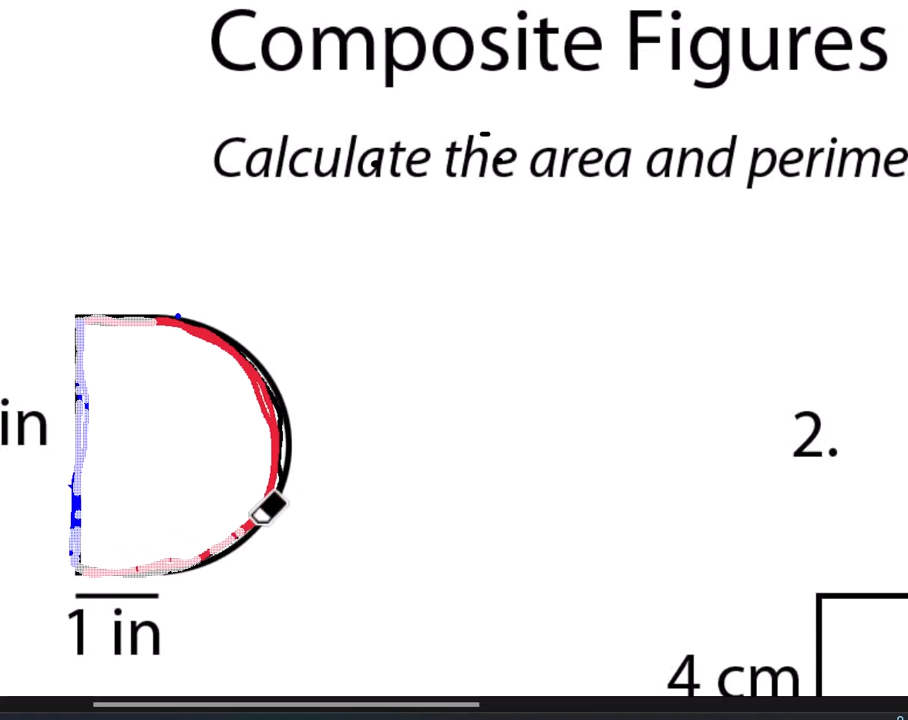 Composite Figures
Calculate the area and perime
in
2.
1 in
4 cm